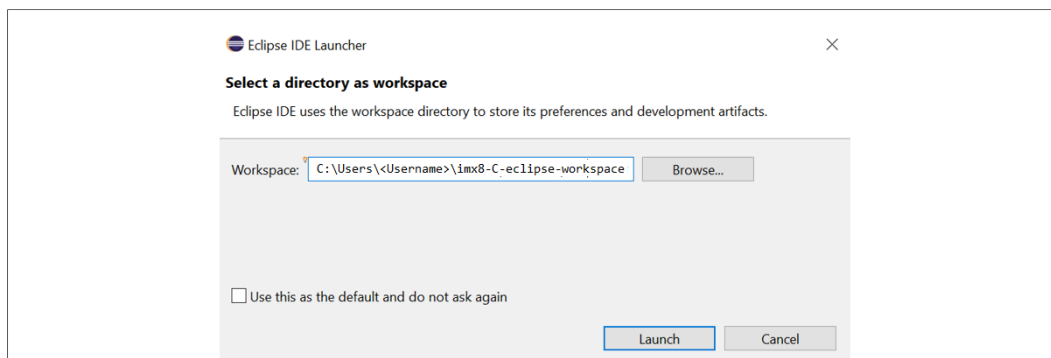 Eclipse IDE Launcher
Select a directory as workspace
Eclipse IDE uses the workspace directory to store its preferences and development artifacts.
Workspace: C:\Users\<Username>\imx8-C-eclipse-workspace Browse...
Use this as the default and do not ask again
Launch Cancel